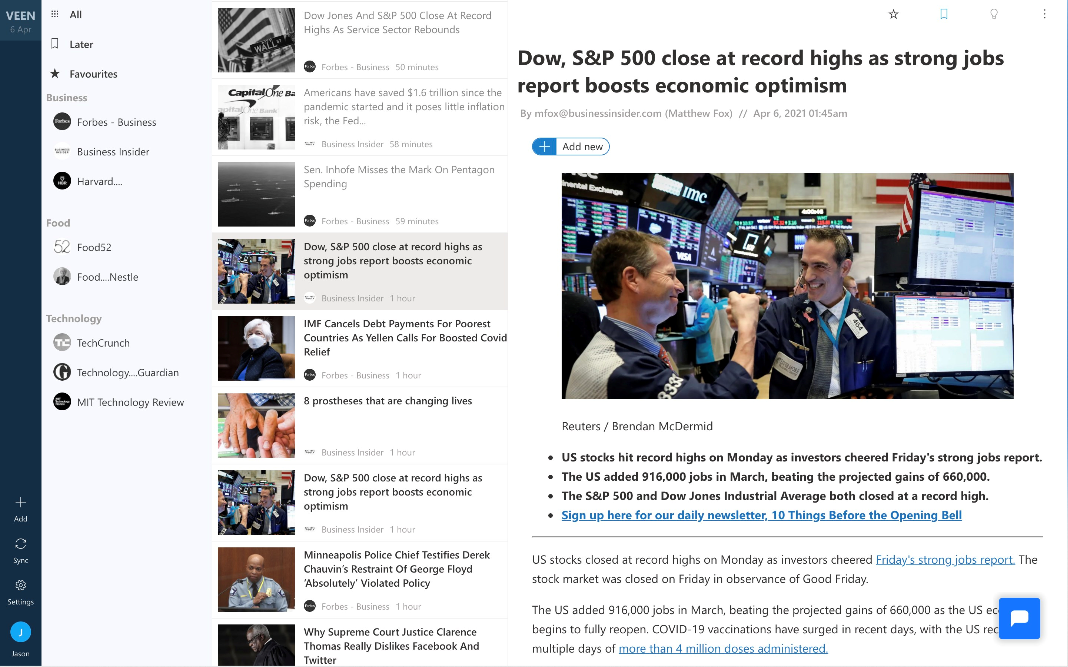 VEEN
6 Apr
Add
Sync
Settings
J
Jason
All
Later
Favourites
Business
Forbes - Business
Business Insider
Harvard....
Food
52
Food52
Food....Nestle
Technology
TechCrunch
Technology....Guardian
MIT Technology Review
WALL ST
Dow Jones And S&P 500 Close At Record
Highs As Service Sector Rebounds
Forbes - Business 50 minutes
Capital One Ba
Americans have saved $1.6 trillion since the
pandemic started and it poses little inflation
risk, the Fed...
Business Insider 58 minutes
Sen. Inhofe Misses the Mark On Pentagon
Spending
Forbes - Business 59 minutes
Dow, S&P 500 close at record highs as
strong jobs report boosts economic
optimism
Business Insider 1 hour
IMF Cancels Debt Payments For Poorest
Countries As Yellen Calls For Boosted Covid
Relief
Forbes - Business 1 hour
8 prostheses that are changing lives
Business Insider 1 hour
Dow, S&P 500 close at record highs as
strong jobs report boosts economic
optimism
Business Insider 1 hour
Minneapolis Police Chief Testifies Derek
Chauvin's Restraint Of George Floyd
'Absolutely' Violated Policy
Forbes - Business 1 hour
Why Supreme Court Justice Clarence
Thomas Really Dislikes Facebook And
Twitter
Dow, S&P 500 close at record highs as strong jobs
report boosts economic optimism
By mfox@businessinsider.com (Matthew Fox) // Apr 6, 2021 01:45am
Add new
inental Exchange
imc
VISA
Reuters / Brendan McDermid
US stocks hit record highs on Monday as investors cheered Friday's strong jobs report.
The US added 916,000 jobs in March, beating the projected gains of 660,000.
The S&P 500 and Dow Jones Industrial Average both closed at a record high.
Sign up here for our daily newsletter, 10 Things Before the Opening Bell
US stocks closed at record highs on Monday as investors cheered Friday's strong jobs report. The
stock market was closed on Friday in observance of Good Friday.
The US added 916,000 jobs in March, beating the projected gains of 660,000 as the US ec
begins to fully reopen. COVID-19 vaccinations have surged in recent days, with the US rec
multiple days of more than 4 million doses administered.